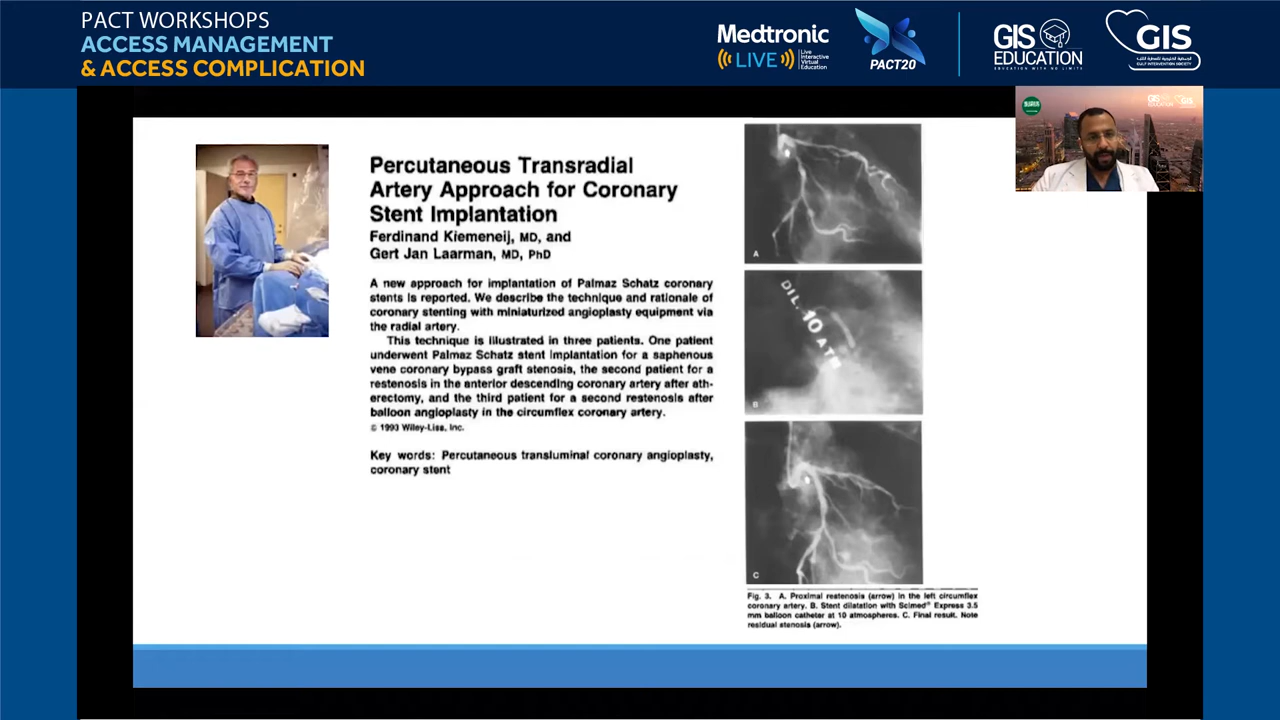 PACT WORKSHOPS
ACCESS MANAGEMENT
& ACCESS COMPLICATION
Medtronic
LIVE Live Interactive Virtual Education
PACT20
GIS
EDUCATION
EDUCATION WITH NO LIMITS
GIS
GULF INTERVENTION SOCIETY
Percutaneous Transradial
Artery Approach for Coronary
Stent Implantation
Ferdinand Kiemeneij, MD, and
Gert Jan Laarman, MD, PhD
A new approach for implantation of Palmaz Schatz coronary
stents is reported. We describe the technique and rationale of
coronary stenting with miniaturized angioplasty equipment via
the radial artery.
This technique is illustrated in three patients. One patient
underwent Palmaz Schatz stent implantation for a saphenous
vene coronary bypass graft stenosis, the second patient for a
restenosis in the anterior descending coronary artery after ath-
erectomy, and the third patient for a second restenosis after
balloon angioplasty in the circumflex coronary artery.
© 1993 Wiley-Liss, Inc.
Key words: Percutaneous transluminal coronary angioplasty,
coronary stent
A
DIL. 10 ATM
B
C
Fig. 3. A. Proximal restenosis (arrow) in the left circumflex
coronary artery. B. Stent dilatation with Scimed® Express 3.5
mm balloon catheter at 10 atmospheres. C. Final result. Note
residual stenosis (arrow).